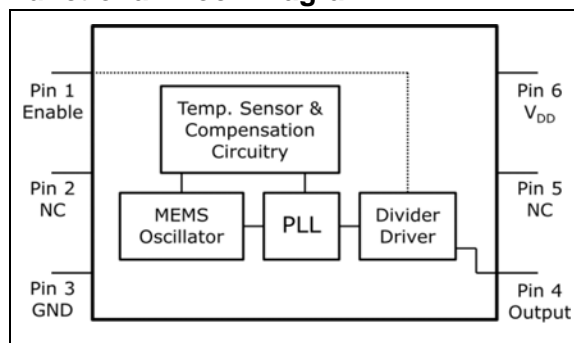 Pin 1
Enable
Pin 2
NC
Pin 3
GND
Temp. Sensor &
Compensation
Circuitry
MEMS
Oscillator
PLL
Divider
Driver
Pin 6
VDD
Pin 5
NC
Pin 4
Output